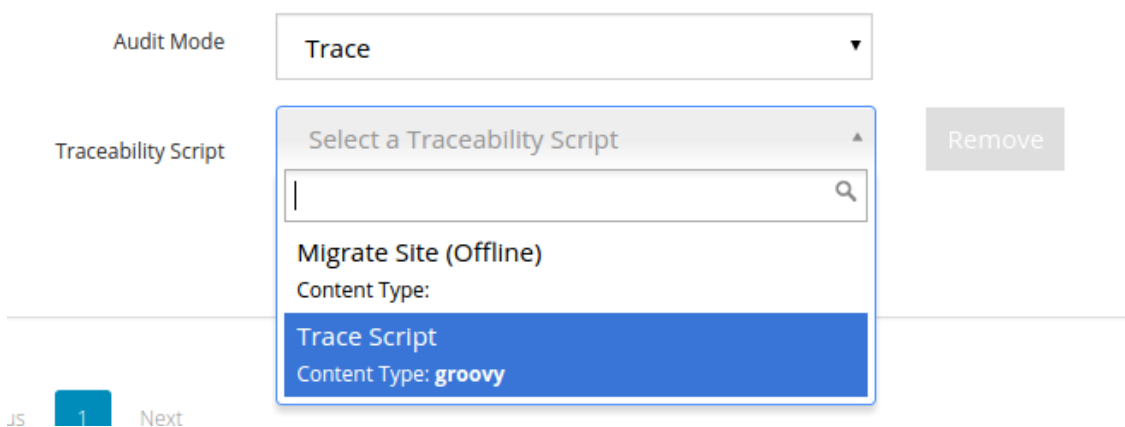 Audit Mode
Trace
Traceability Script
Select a Traceability Script
Remove
Migrate Site (Offline)
Content Type:
Trace Script
Content Type: groovy
us
1
Next